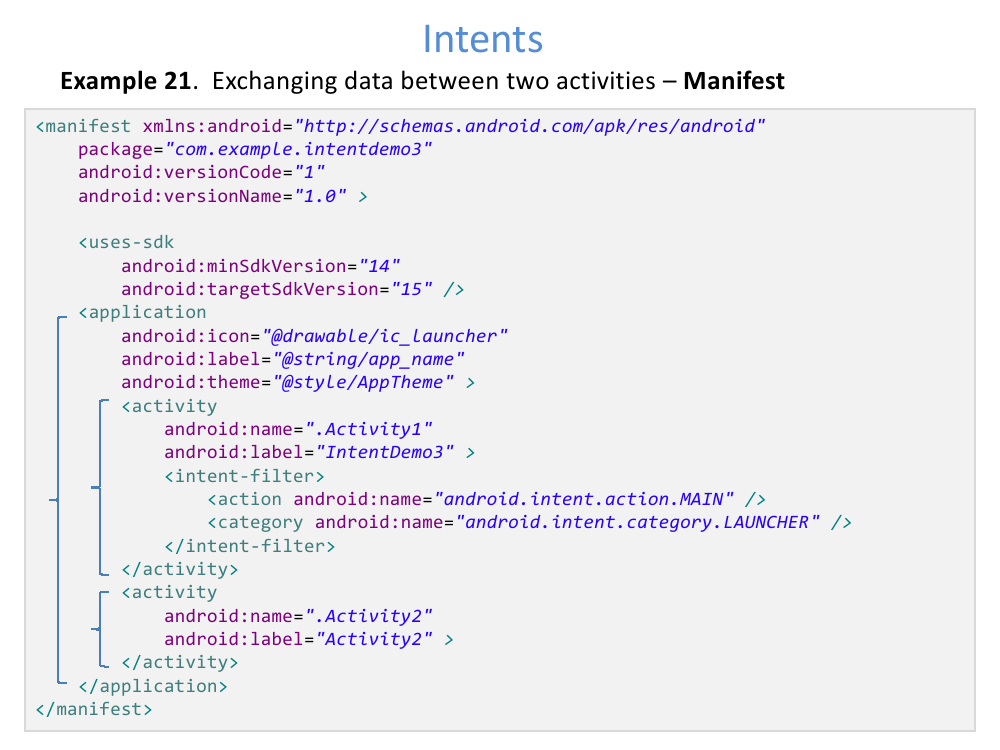 Intents
Example 21.  Exchanging data between two activities – Manifest
<manifest xmlns:android="http://schemas.android.com/apk/res/android"
    package="com.example.intentdemo3"
    android:versionCode="1"
    android:versionName="1.0" >

    <uses-sdk
        android:minSdkVersion="14"
        android:targetSdkVersion="15" />
    <application
        android:icon="@drawable/ic_launcher"
        android:label="@string/app_name"
        android:theme="@style/AppTheme" >
        <activity
            android:name=".Activity1"
            android:label="IntentDemo3" >
            <intent-filter>
                <action android:name="android.intent.action.MAIN" />
                <category android:name="android.intent.category.LAUNCHER" />
            </intent-filter>
        </activity>
        <activity
            android:name=".Activity2"
            android:label="Activity2" >
        </activity>
    </application>
</manifest>